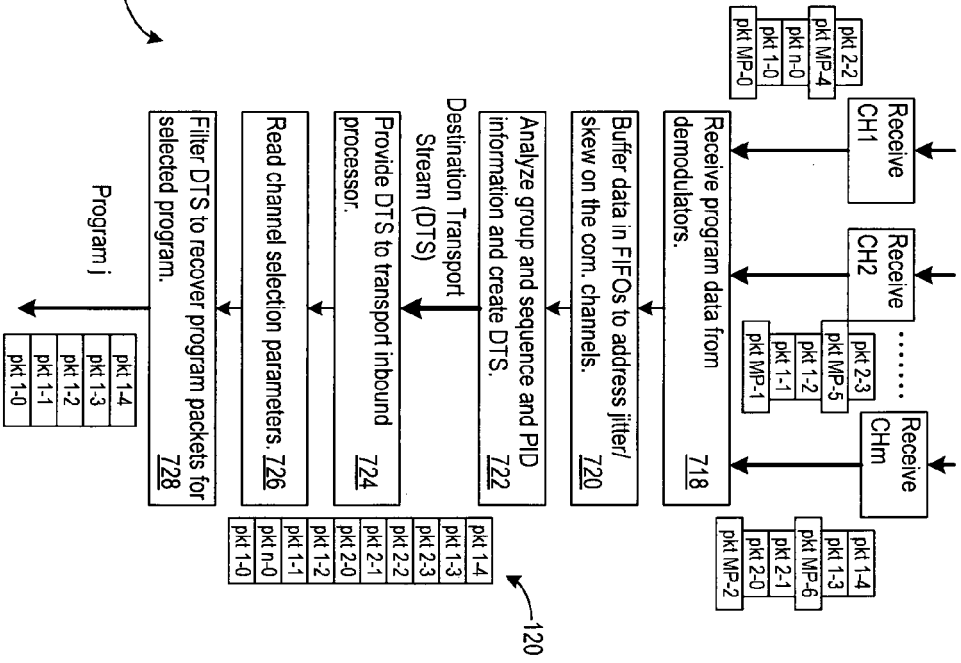 Receive
CH1
Receive
CH2
.......
Receive
CHm
pkt 2-2
pkt MP-4
pkt n-0
pkt 1-0
pkt MP-0
pkt 2-3
pkt MP-5
pkt 1-2
pkt 1-1
pkt MP-1
pkt 1-4
pkt 1-3
pkt MP-6
pkt 2-1
pkt 2-0
pkt MP-2
Receive program data from
demodulators. 718
Buffer data in FIFOs to address jitter/
skew on the com. channels. 720
Analyze group and sequence and PID
information and create DTS. 722
Destination Transport
Stream (DTS)
Provide DTS to transport inbound
processor. 724
Read channel selection parameters. 726
Filter DTS to recover program packets for
selected program. 728
120
pkt 1-4
pkt 1-3
pkt 2-3
pkt 2-2
pkt 2-1
pkt 2-0
pkt 1-2
pkt 1-1
pkt n-0
pkt 1-0
Program j
pkt 1-4
pkt 1-3
pkt 1-2
pkt 1-1
pkt 1-0